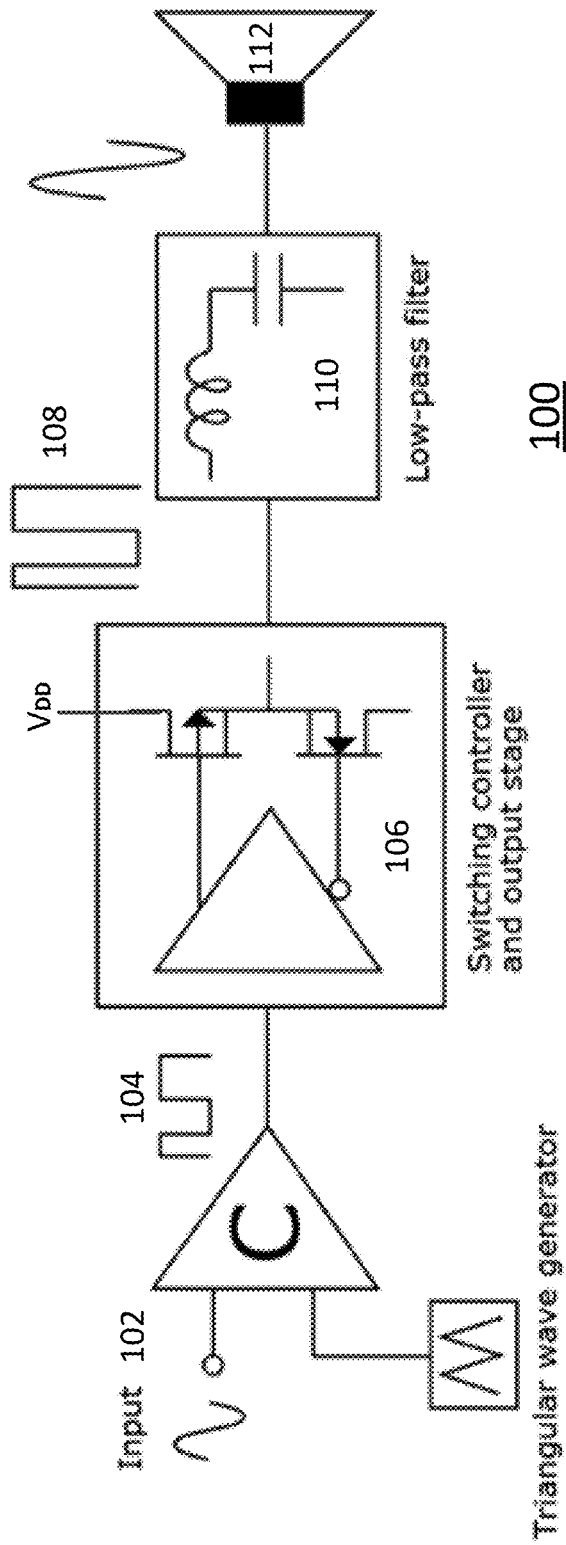 Input 102
Triangular wave generator
C
104
106
Switching controller
and output stage
VDD
108
110
Low-pass filter
112
100